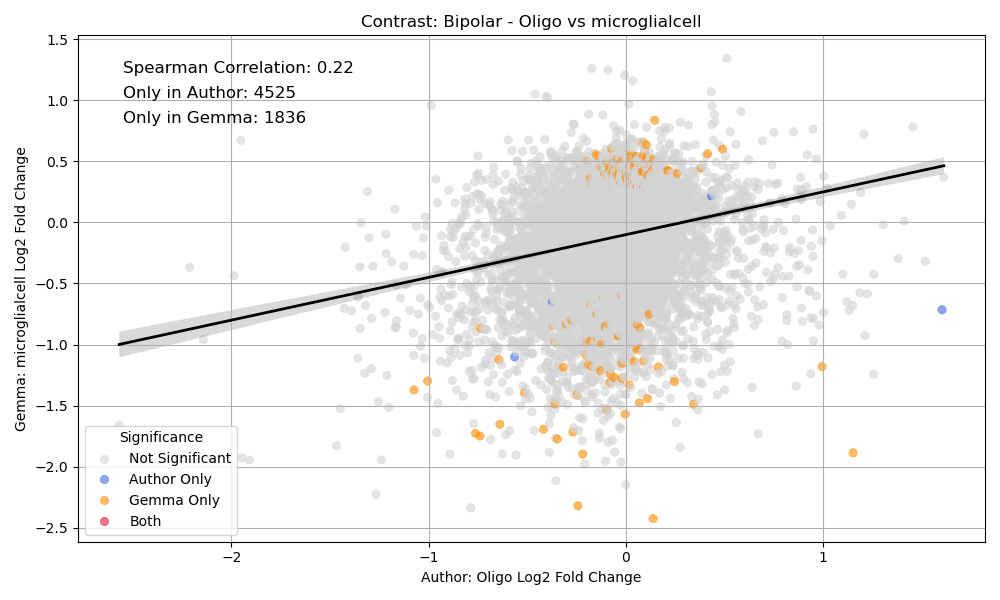 Contrast: Bipolar - Oligo vs microglialcell
Spearman Correlation: 0.22
Only in Author: 4525
Only in Gemma: 1836
Gemma: microglialcell Log2 Fold Change
1.5
1.0
0.5
0.0
−0.5
−1.0
−1.5
−2.0
−2.5
Significance
Not Significant
Author Only
Gemma Only
Both
−2
−1
0
1
Author: Oligo Log2 Fold Change